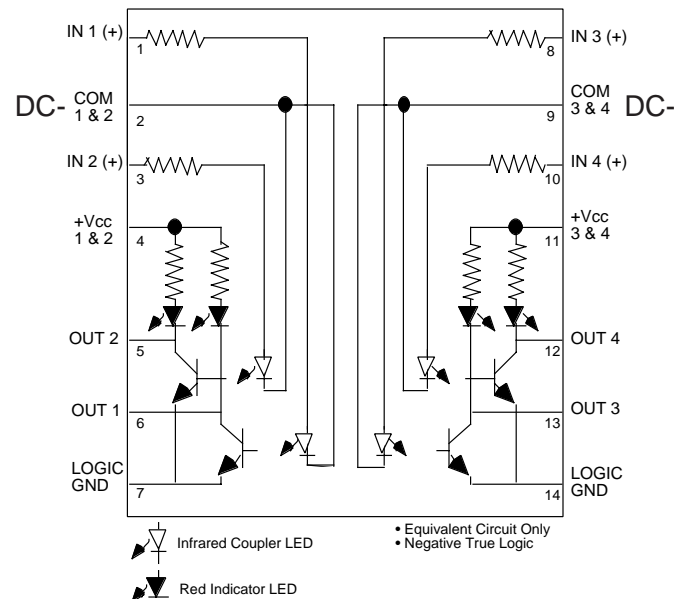 IN 1 (+)
1
DC-
COM
1 & 2
2
IN 2 (+)
3
+Vcc
1 & 2
4
OUT 2
5
OUT 1
6
LOGIC
GND
7
IN 3 (+)
8
COM
3 & 4
9
DC-
IN 4 (+)
10
+Vcc
3 & 4
11
OUT 4
12
OUT 3
13
LOGIC
GND
14
Infrared Coupler LED
Red Indicator LED
• Equivalent Circuit Only
• Negative True Logic